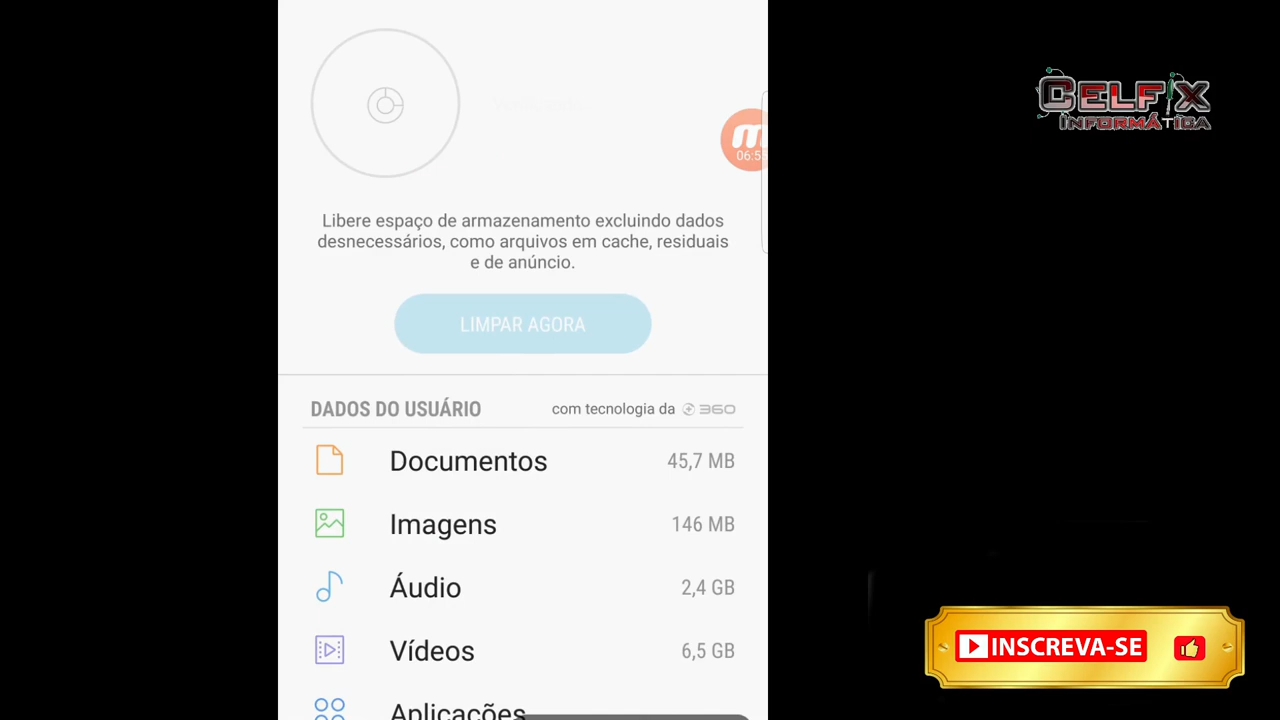 CELFIX
INFORMÁTICA
06:5
Libere espaço de armazenamento excluindo dados
desnecessários, como arquivos em cache, residuais
e de anúncio.
LIMPAR AGORA
DADOS DO USUÁRIO com tecnologia da 360
Documentos 45,7 MB
Imagens 146 MB
Áudio 2,4 GB
Vídeos 6,5 GB
Aplicações
INSCREVA-SE